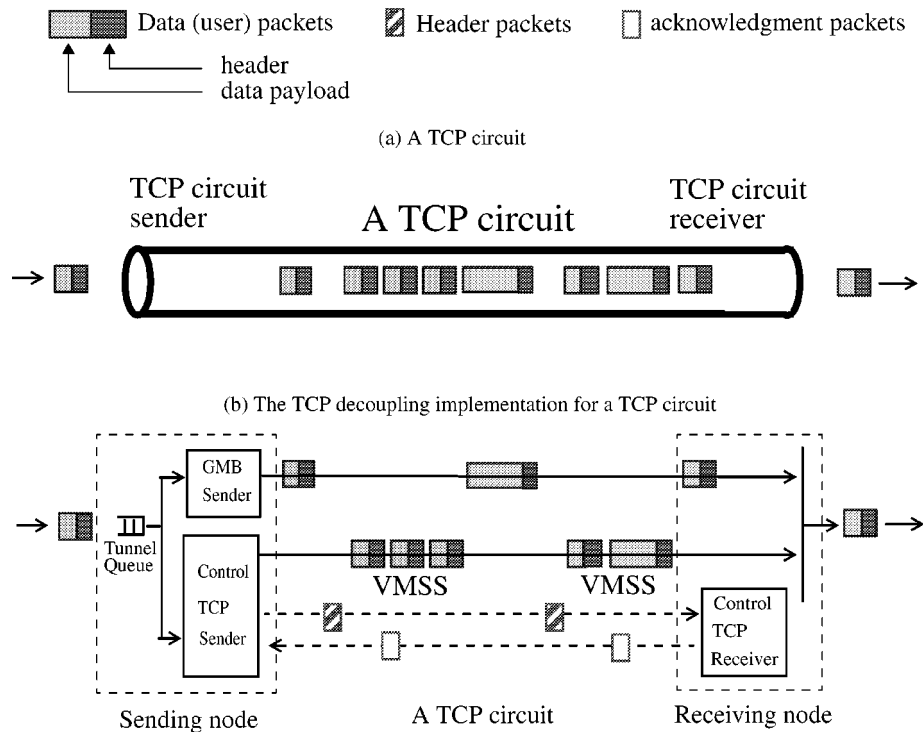 Data (user) packets
Header packets
acknowledgment packets
header
data payload
(a) A TCP circuit
TCP circuit
sender
A TCP circuit
TCP circuit
receiver
(b) The TCP decoupling implementation for a TCP circuit
GMB
Sender
Tunnel
Queue
Control
TCP
Sender
VMSS
VMSS
Control
TCP
Receiver
Sending node
A TCP circuit
Receiving node